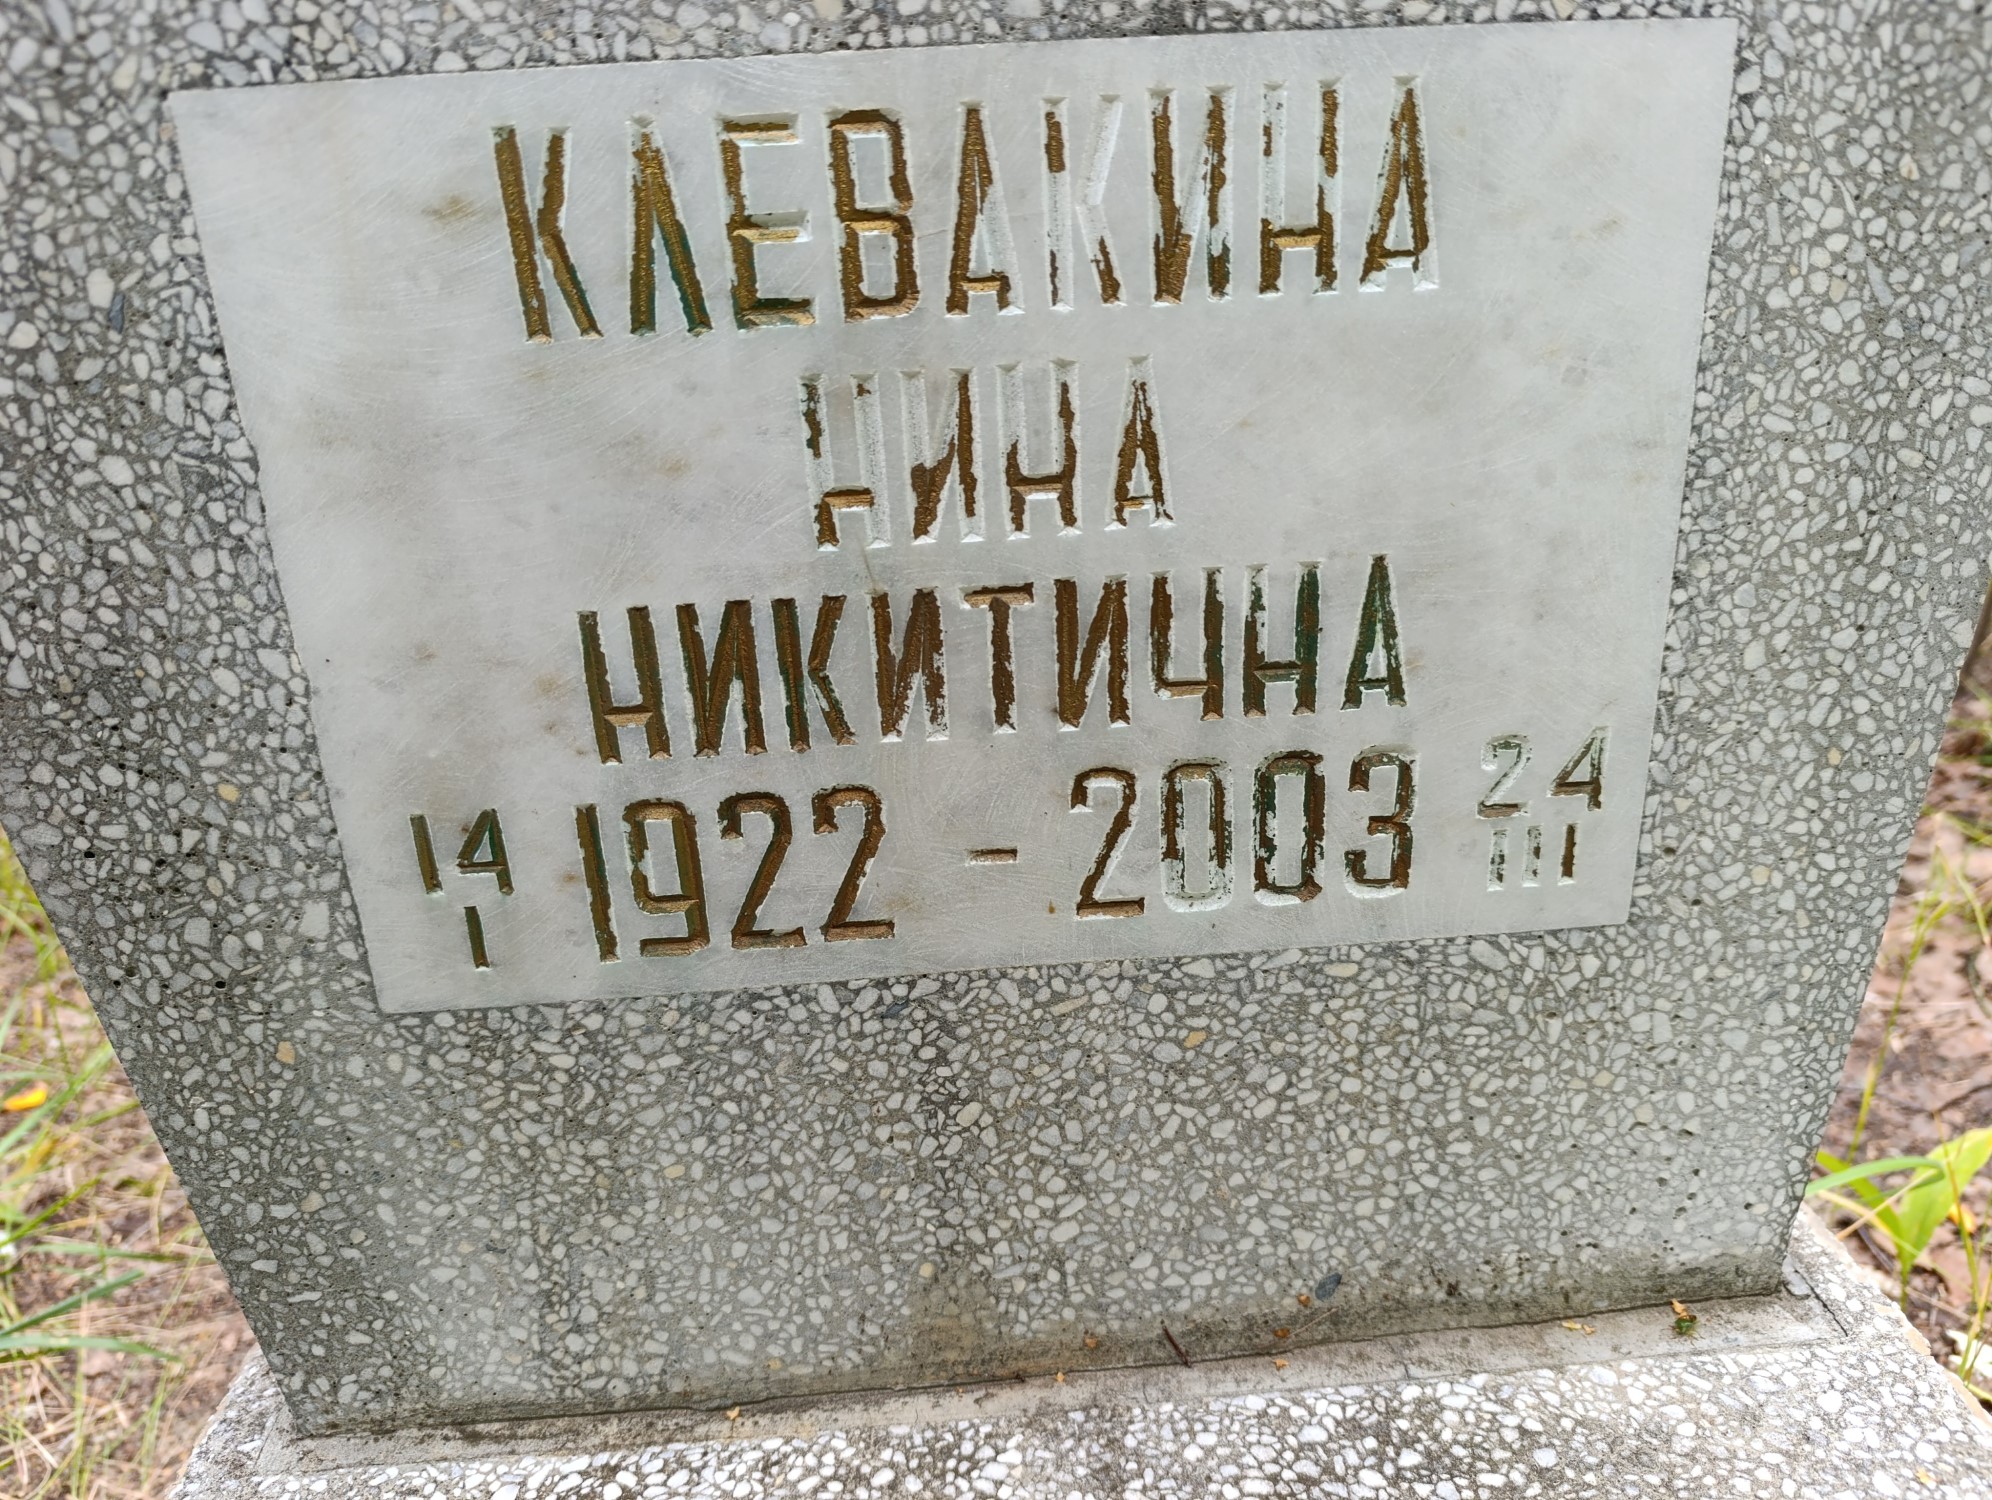 КЛЕВАКИНА
НИНА
НИКИТИЧНА
14 1922 - 2003 24
I III